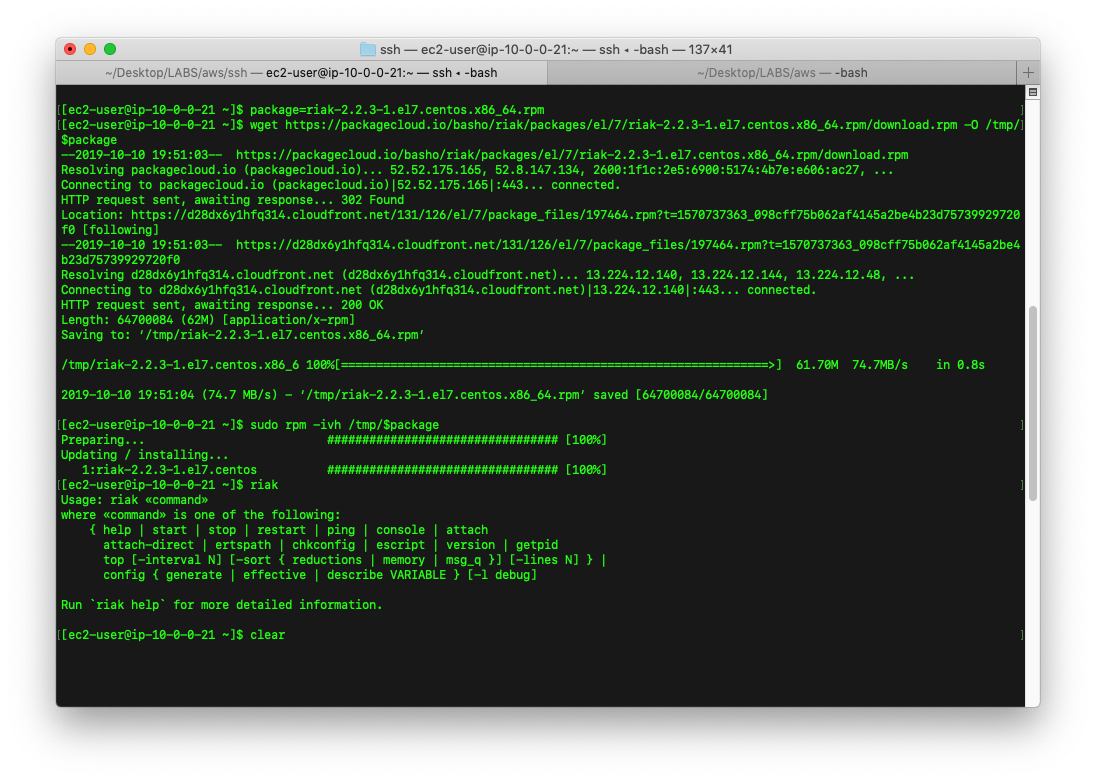 ssh — ec2-user@ip-10-0-0-21:~ — ssh ◂ -bash — 137×41
~/Desktop/LABS/aws/ssh — ec2-user@ip-10-0-0-21:~ — ssh ◂ -bash
~/Desktop/LABS/aws — -bash
+
[[ec2-user@ip-10-0-0-21 ~]$ package=riak-2.2.3-1.el7.centos.x86_64.rpm ]
[[ec2-user@ip-10-0-0-21 ~]$ wget https://packagecloud.io/basho/riak/packages/el/7/riak-2.2.3-1.el7.centos.x86_64.rpm/download.rpm -O /tmp/]
$package
--2019-10-10 19:51:03--  https://packagecloud.io/basho/riak/packages/el/7/riak-2.2.3-1.el7.centos.x86_64.rpm/download.rpm
Resolving packagecloud.io (packagecloud.io)... 52.52.175.165, 52.8.147.134, 2600:1f1c:2e5:6900:5174:4b7e:e606:ac27, ...
Connecting to packagecloud.io (packagecloud.io)|52.52.175.165|:443... connected.
HTTP request sent, awaiting response... 302 Found
Location: https://d28dx6y1hfq314.cloudfront.net/131/126/el/7/package_files/197464.rpm?t=1570737363_098cff75b062af4145a2be4b23d75739929720
f0 [following]
--2019-10-10 19:51:03--  https://d28dx6y1hfq314.cloudfront.net/131/126/el/7/package_files/197464.rpm?t=1570737363_098cff75b062af4145a2be4
b23d75739929720f0
Resolving d28dx6y1hfq314.cloudfront.net (d28dx6y1hfq314.cloudfront.net)... 13.224.12.140, 13.224.12.144, 13.224.12.48, ...
Connecting to d28dx6y1hfq314.cloudfront.net (d28dx6y1hfq314.cloudfront.net)|13.224.12.140|:443... connected.
HTTP request sent, awaiting response... 200 OK
Length: 64700084 (62M) [application/x-rpm]
Saving to: ‘/tmp/riak-2.2.3-1.el7.centos.x86_64.rpm’
/tmp/riak-2.2.3-1.el7.centos.x86_6 100%[=============================================================>]  61.70M  74.7MB/s    in 0.8s
2019-10-10 19:51:04 (74.7 MB/s) - ‘/tmp/riak-2.2.3-1.el7.centos.x86_64.rpm’ saved [64700084/64700084]
[[ec2-user@ip-10-0-0-21 ~]$ sudo rpm -ivh /tmp/$package ]
Preparing...                          ################################# [100%]
Updating / installing...
   1:riak-2.2.3-1.el7.centos          ################################# [100%]
[[ec2-user@ip-10-0-0-21 ~]$ riak ]
Usage: riak «command»
where «command» is one of the following:
    { help | start | stop | restart | ping | console | attach
      attach-direct | ertspath | chkconfig | escript | version | getpid
      top [-interval N] [-sort { reductions | memory | msg_q }] [-lines N] } |
      config { generate | effective | describe VARIABLE } [-l debug]
Run `riak help` for more detailed information.
[[ec2-user@ip-10-0-0-21 ~]$ clear ]